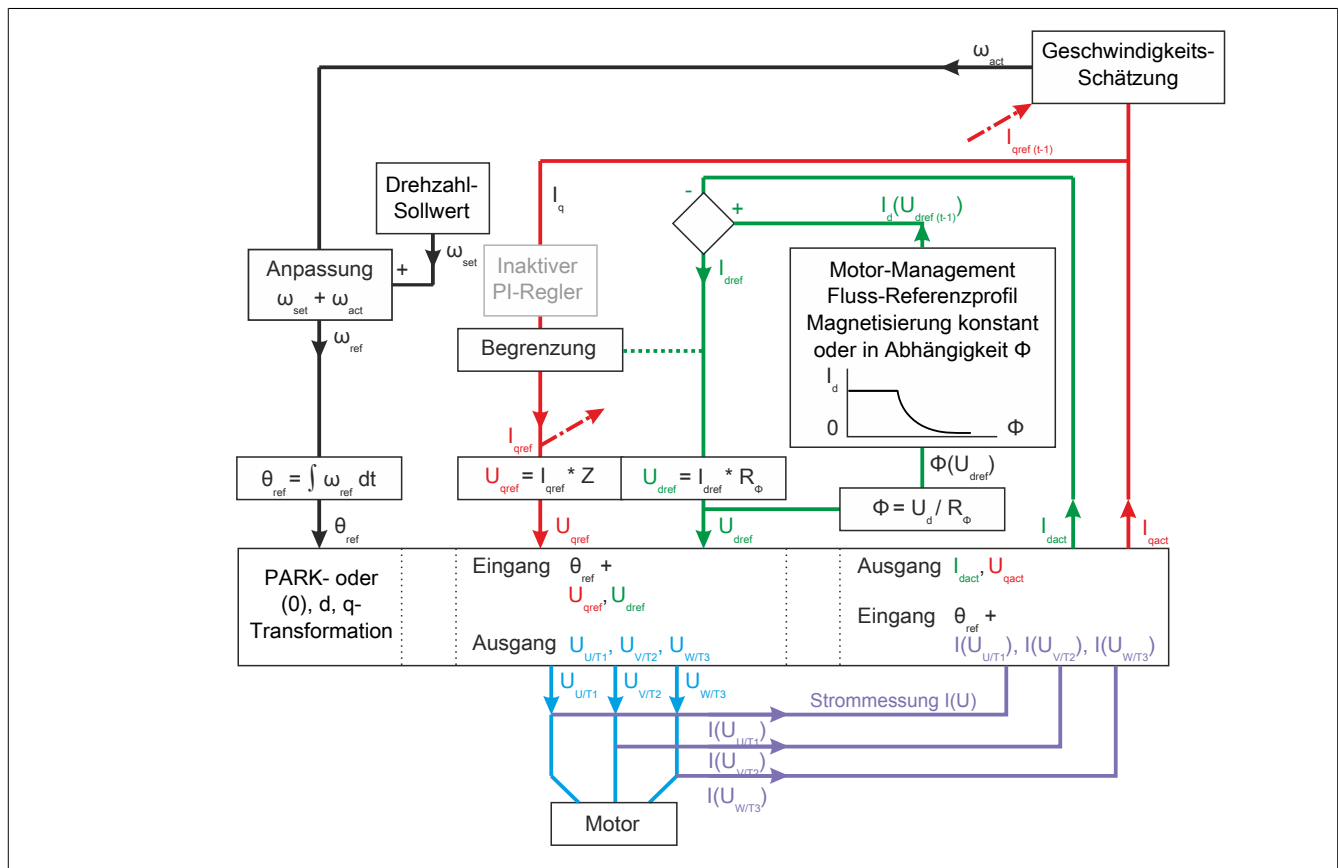 ω_act
Geschwindigkeits-
Schätzung
I_qref (t-1)
Drehzahl-
Sollwert
I_q
-
+
I_d(U_dref (t-1))
Anpassung
ω_set + ω_act
+
ω_set
ω_ref
Inaktiver
PI-Regler
I_dref
Motor-Management
Fluss-Referenzprofil
Magnetisierung konstant
oder in Abhängigkeit Φ
I_d
0
Φ
Begrenzung
I_qref
Φ(U_dref)
θ_ref = ∫ ω_ref dt
U_qref = I_qref * Z
U_dref = I_dref * R_Φ
Φ = U_d / R_Φ
θ_ref
U_qref
U_dref
I_dact
I_qact
PARK- oder
(0), d, q-
Transformation
Eingang θ_ref +
U_qref, U_dref
Ausgang U_U/T1, U_V/T2, U_W/T3
Ausgang I_dact, U_qact
Eingang θ_ref +
I(U_U/T1), I(U_V/T2), I(U_W/T3)
U_U/T1
U_V/T2
U_W/T3
Strommessung I(U)
I(U_U/T1)
I(U_V/T2)
I(U_W/T3)
Motor